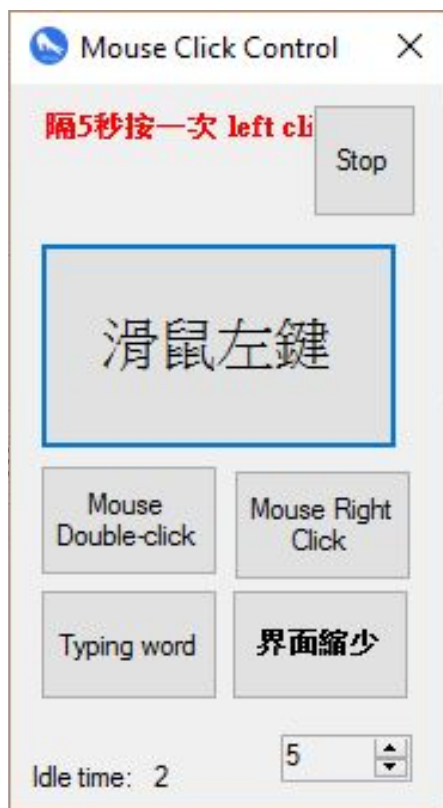 Mouse Click Control
隔5秒按一次 left cli
Stop
滑鼠左鍵
Mouse
Double-click
Mouse Right
Click
Typing word
界面縮少
Idle time: 2
5